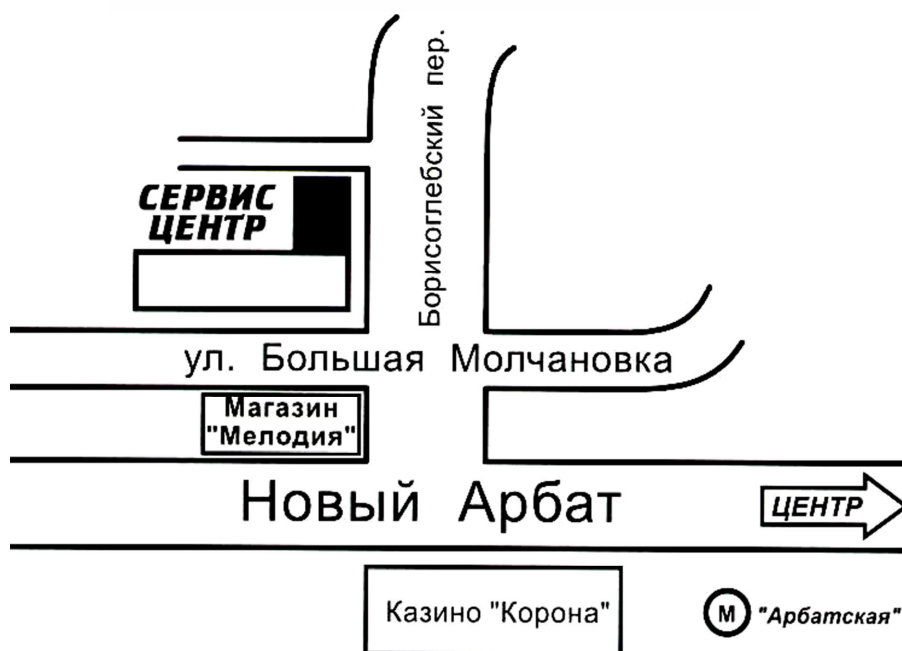 Борисоглебский пер.
СЕРВИС
ЦЕНТР
ул. Большая Молчановка
Магазин
"Мелодия"
Новый Арбат
ЦЕНТР
Казино "Корона"
М "Арбатская"